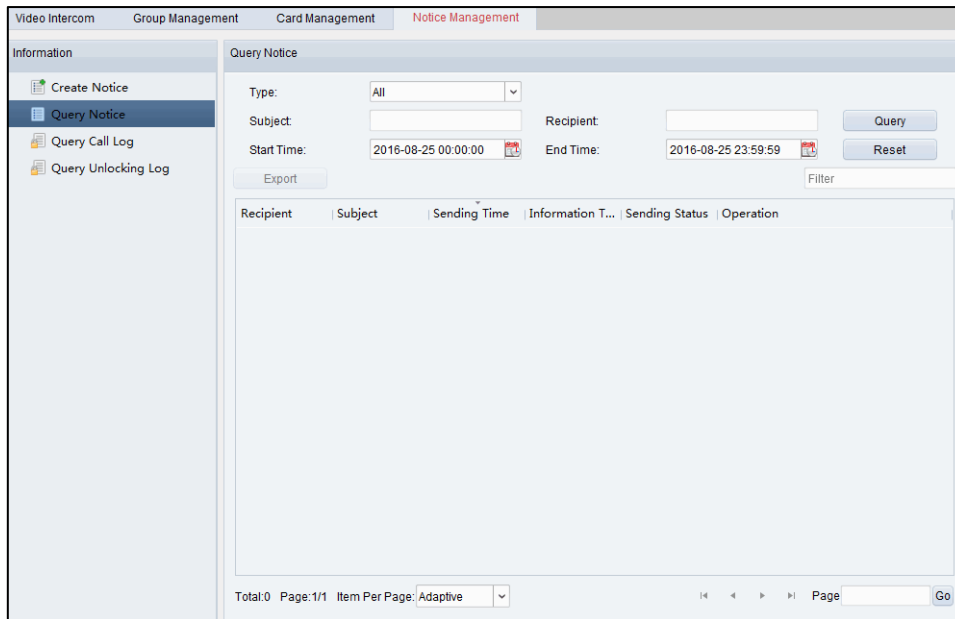 Video Intercom Group Management Card Management Notice Management
Information
Create Notice
Query Notice
Query Call Log
Query Unlocking Log
Query Notice
Type: All
Subject: Recipient: Query
Start Time: 2016-08-25 00:00:00 End Time: 2016-08-25 23:59:59 Reset
Export Filter
Recipient Subject Sending Time Information T... Sending Status Operation
Total:0 Page:1/1 Item Per Page: Adaptive Page Go